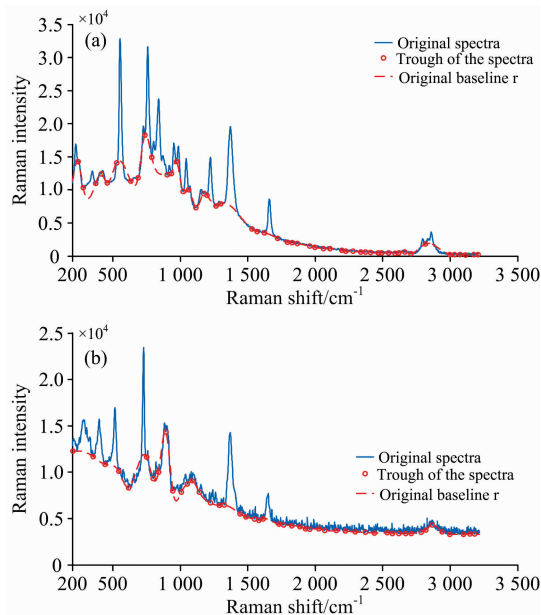 ×10⁴
3.5
(a)
Original spectra
3.0
Trough of the spectra
2.5
Original baseline r
2.0
1.5
1.0
0.5
0
200 500 1 000 1 500 2 000 2 500 3 000 3 500
Raman intensity
Raman shift/cm⁻¹
×10⁴
2.5
(b)
2.0
1.5
Original spectra
Trough of the spectra
1.0
Original baseline r
0.5
0
200 500 1 000 1 500 2 000 2 500 3 000 3 500
Raman intensity
Raman shift/cm⁻¹